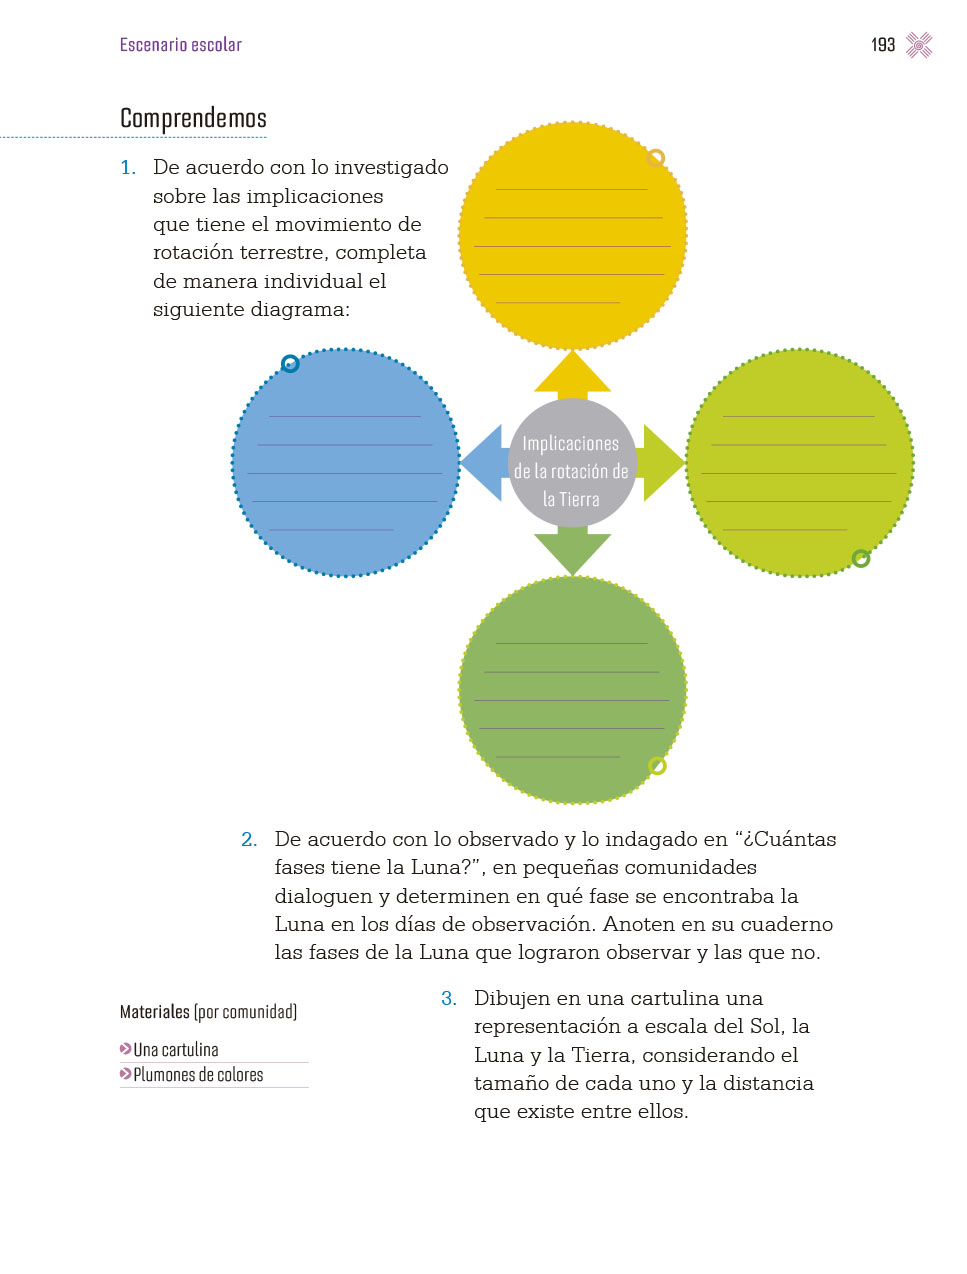 Escenario escolar
193
Comprendemos
1. De acuerdo con lo investigado
sobre las implicaciones
que tiene el movimiento de
rotación terrestre, completa
de manera individual el
siguiente diagrama:
Implicaciones
de la rotación de
la Tierra
2. De acuerdo con lo observado y lo indagado en “¿Cuántas
fases tiene la Luna?”, en pequeñas comunidades
dialoguen y determinen en qué fase se encontraba la
Luna en los días de observación. Anoten en su cuaderno
las fases de la Luna que lograron observar y las que no.
Materiales (por comunidad)
Una cartulina
Plumones de colores
3. Dibujen en una cartulina una
representación a escala del Sol, la
Luna y la Tierra, considerando el
tamaño de cada uno y la distancia
que existe entre ellos.